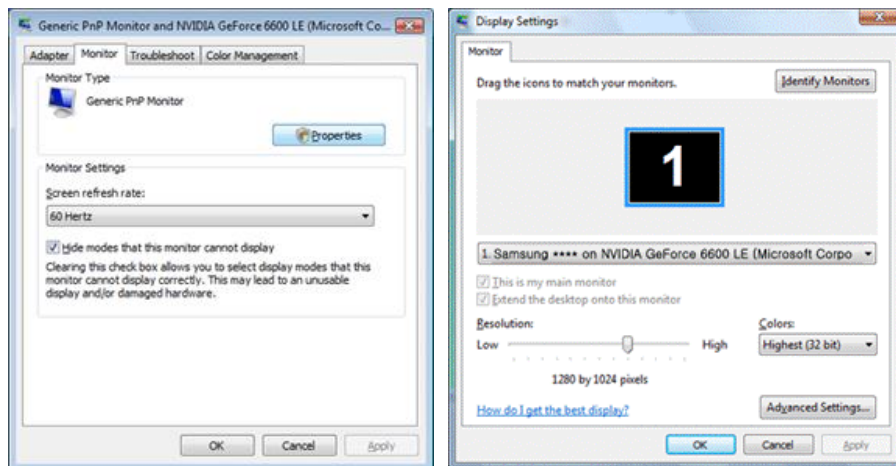 Generic PnP Monitor and NVIDIA GeForce 6600 LE (Microsoft Co...
Adapter Monitor Troubleshoot Color Management
Monitor Type
Generic PnP Monitor
Properties
Monitor Settings
Screen refresh rate:
60 Hertz
Hide modes that this monitor cannot display
Clearing this check box allows you to select display modes that this
monitor cannot display correctly. This may lead to an unusable
display and/or damaged hardware.
OK Cancel Apply
Display Settings
Monitor
Drag the icons to match your monitors.
Identify Monitors
1
1. Samsung **** on NVIDIA GeForce 6600 LE (Microsoft Corpo
This is my main monitor
Extend the desktop onto this monitor
Resolution:
Low High
1280 by 1024 pixels
Colors:
Highest (32 bit)
How do I get the best display?
Advanced Settings...
OK Cancel Apply